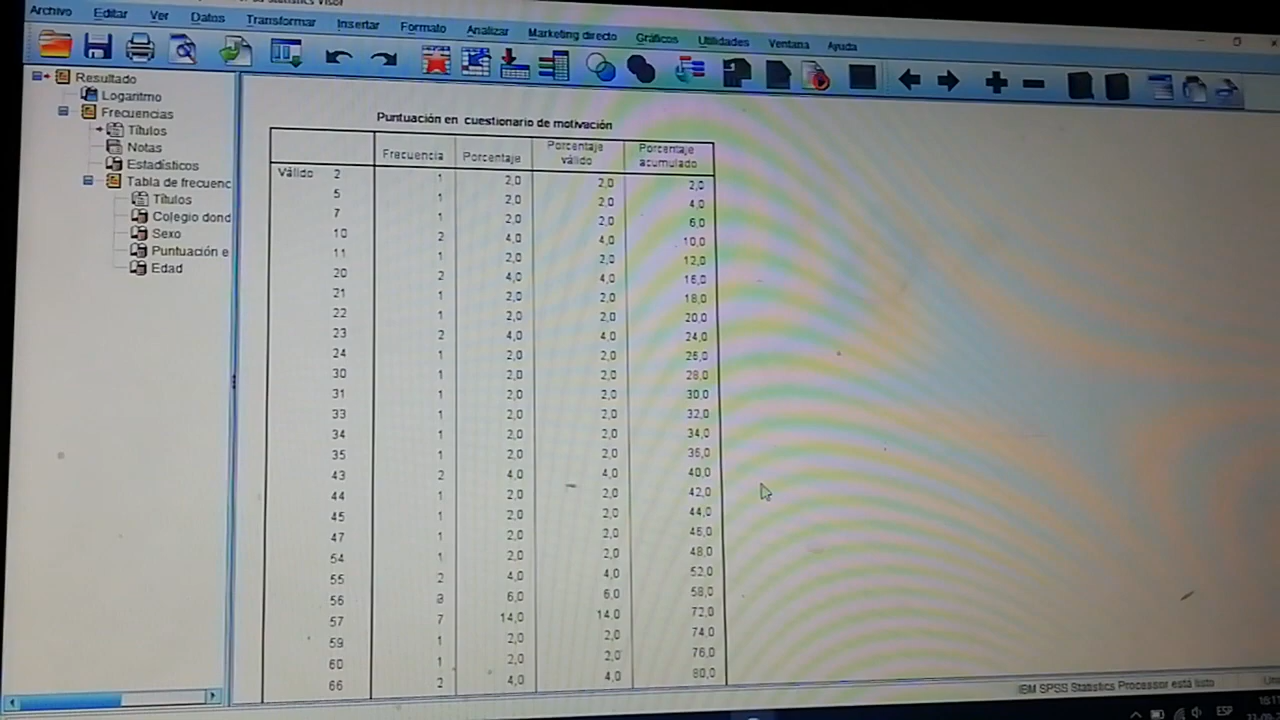 Archivo Editar Ver Datos Transformar Insertar Formato Analizar Marketing directo Gráficos Utilidades Ventana Ayuda
Resultado
Logaritmo
Frecuencias
Títulos
Notas
Estadísticos
Tabla de frecuenc
Títulos
Colegio dond
Sexo
Puntuación e
Edad
Puntuación en cuestionario de motivación
Frecuencia Porcentaje Porcentaje válido Porcentaje acumulado
Válido 2 1 2,0 2,0 2,0
5 1 2,0 2,0 4,0
7 1 2,0 2,0 6,0
10 2 4,0 4,0 10,0
11 1 2,0 2,0 12,0
20 2 4,0 4,0 16,0
21 1 2,0 2,0 18,0
22 1 2,0 2,0 20,0
23 2 4,0 4,0 24,0
24 1 2,0 2,0 26,0
30 1 2,0 2,0 28,0
31 1 2,0 2,0 30,0
33 1 2,0 2,0 32,0
34 1 2,0 2,0 34,0
35 1 2,0 2,0 36,0
43 2 4,0 4,0 40,0
44 1 2,0 2,0 42,0
45 1 2,0 2,0 44,0
47 1 2,0 2,0 46,0
54 1 2,0 2,0 48,0
55 2 4,0 4,0 52,0
56 3 6,0 6,0 58,0
57 7 14,0 14,0 72,0
59 1 2,0 2,0 74,0
60 1 2,0 2,0 76,0
66 2 4,0 4,0 80,0
IBM SPSS Statistics Processor está listo
ESP